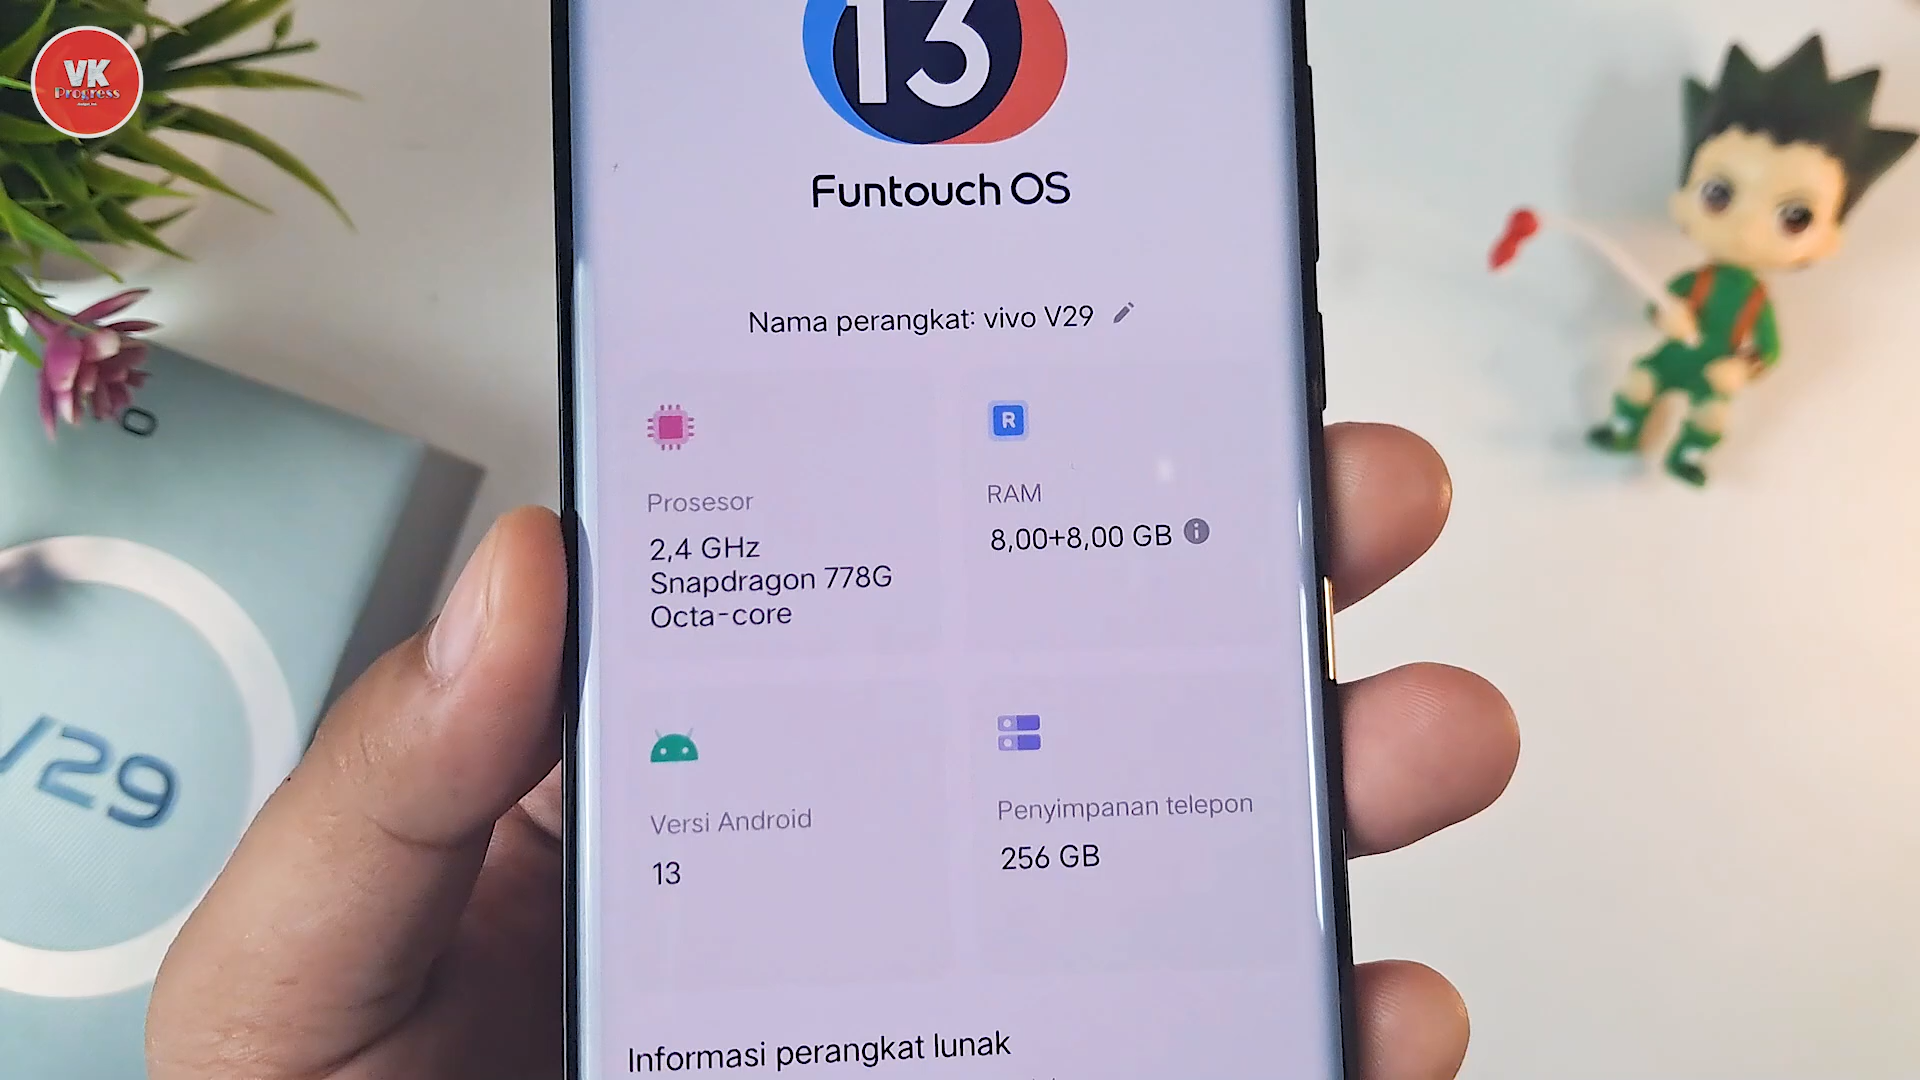 VK
Progress
13
Funtouch OS
Nama perangkat: vivo V29
Prosesor
2,4 GHz
Snapdragon 778G
Octa-core
R
RAM
8,00+8,00 GB
Versi Android
13
Penyimpanan telepon
256 GB
Informasi perangkat lunak
V29